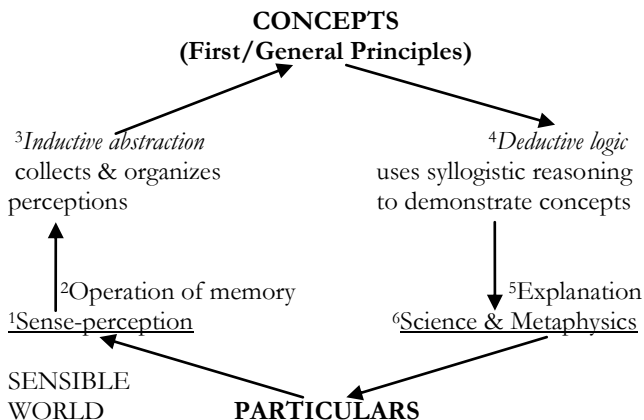 CONCEPTS
(First/General Principles)
³Inductive abstraction
collects & organizes
perceptions
⁴Deductive logic
uses syllogistic reasoning
to demonstrate concepts
²Operation of memory
¹Sense-perception
⁵Explanation
⁶Science & Metaphysics
SENSIBLE
WORLD
PARTICULARS